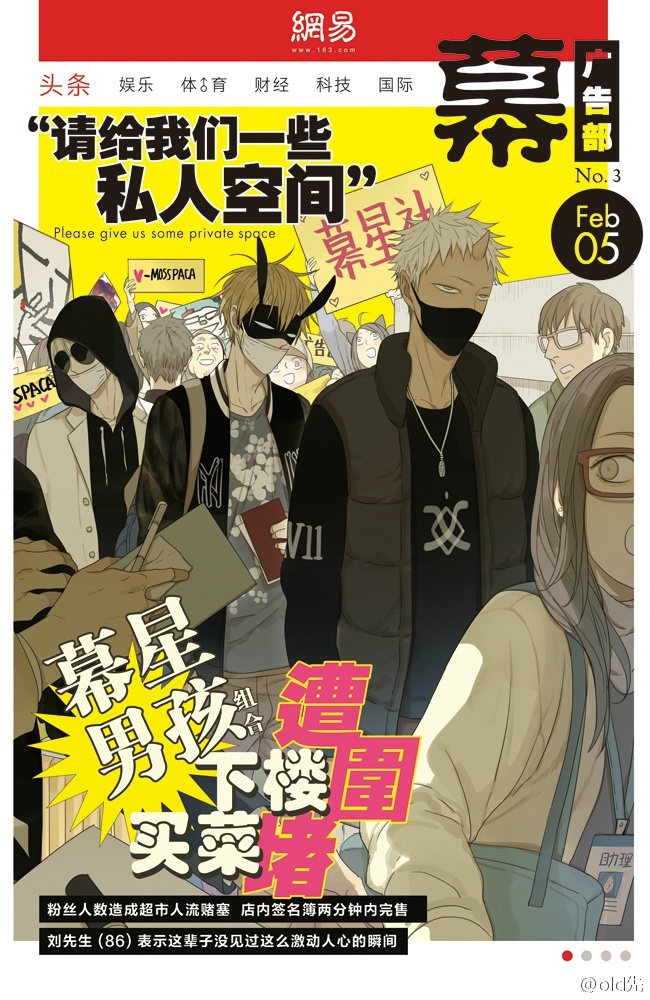 網易
www.163.com
头条 娱乐 体育 财经 科技 国际
幕
广告部
No. 3
Feb
05
“请给我们一些
私人空间”
Please give us some private space
幕星社
♥-MOSSPACA
SPACA
告
VII
幕星
男孩组合
遭圍堵
下楼
买菜
助理
粉丝人数造成超市人流赌塞 店内签名簿两分钟内完售
刘先生（86）表示这辈子没见过这么激动人心的瞬间
@old先